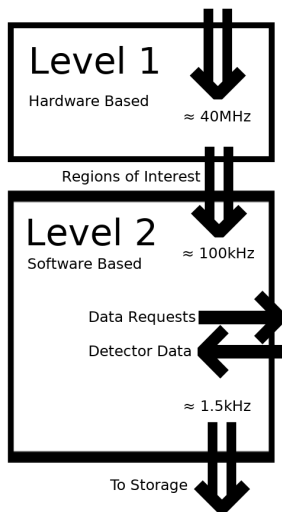 Level 1
Hardware Based
≈ 40MHz
Regions of Interest
Level 2
≈ 100kHz
Software Based
Data Requests
Detector Data
≈ 1.5kHz
To Storage